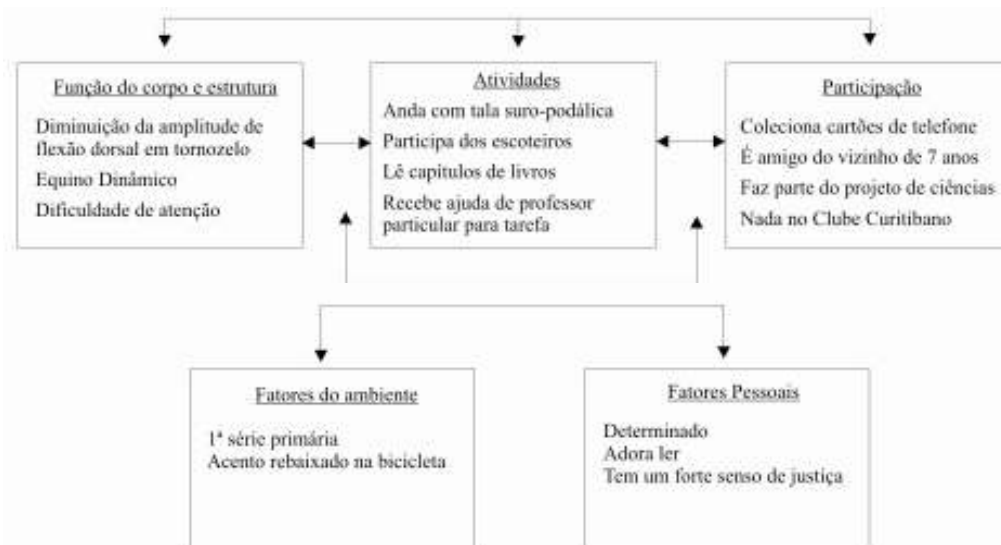 Função do corpo e estrutura
Diminuição da amplitude de
flexão dorsal em tornozelo
Equino Dinâmico
Dificuldade de atenção
Atividades
Anda com tala suro-podálica
Participa dos escoteiros
Lê capítulos de livros
Recebe ajuda de professor
particular para tarefa
Participação
Coleciona cartões de telefone
É amigo do vizinho de 7 anos
Faz parte do projeto de ciências
Nada no Clube Curitibano
Fatores do ambiente
1ª série primária
Acento rebaixado na bicicleta
Fatores Pessoais
Determinado
Adora ler
Tem um forte senso de justiça